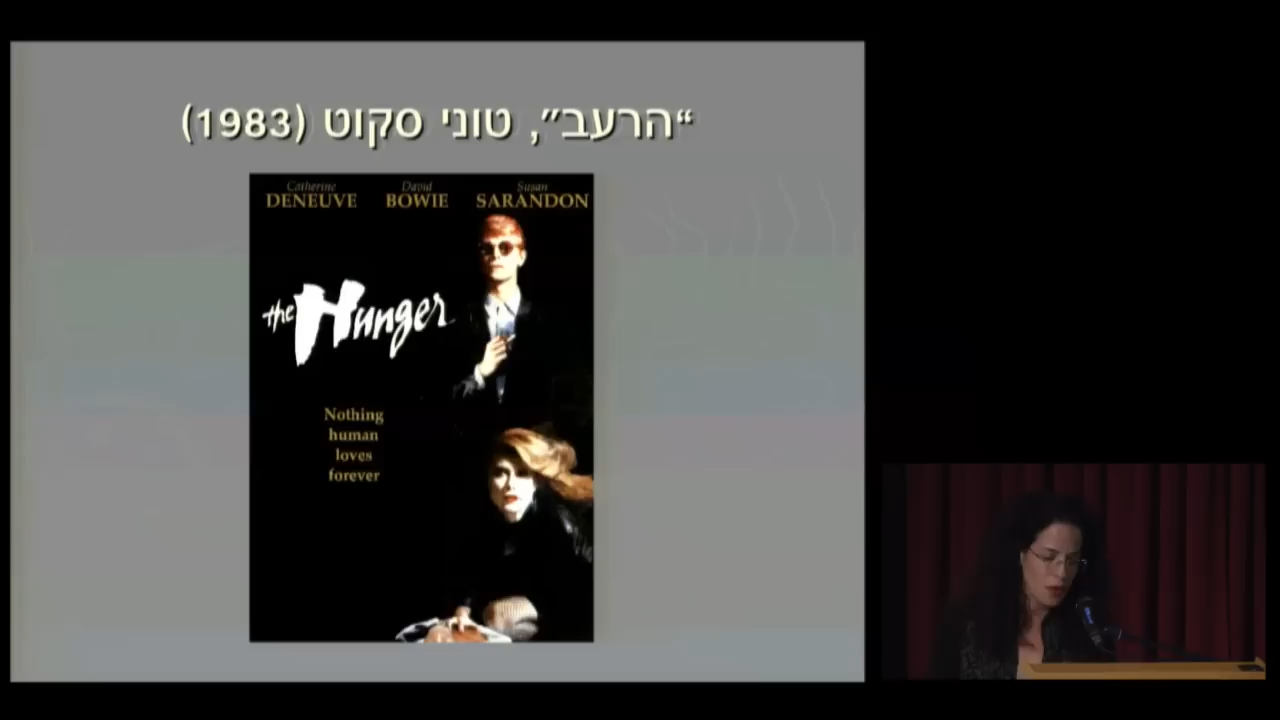 “הרעב״, טוני סקוט (1983)
Catherine DENEUVE
David BOWIE
Susan SARANDON
the Hunger
Nothing
human
loves
forever